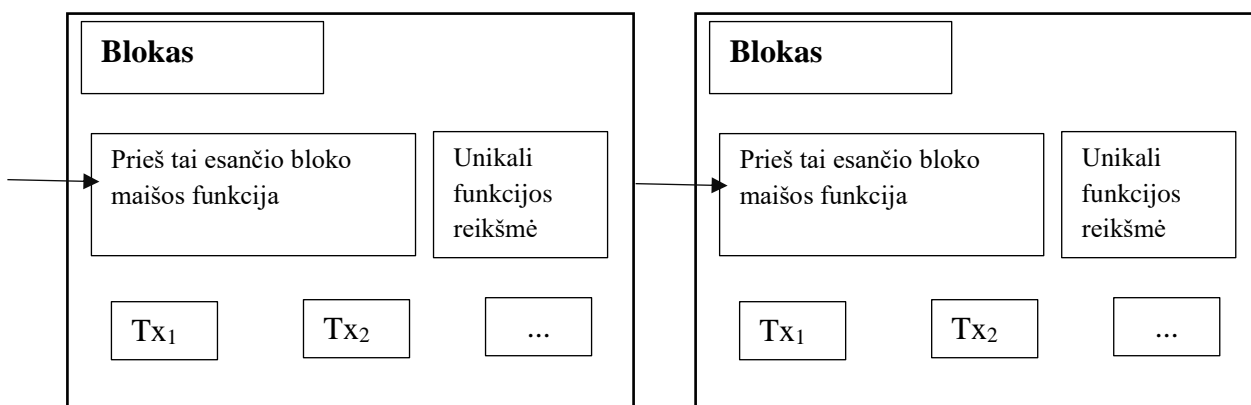 Blokas
Prieš tai esančio bloko
maišos funkcija
Unikali
funkcijos
reikšmė
Tx1
Tx2
...
Blokas
Prieš tai esančio bloko
maišos funkcija
Unikali
funkcijos
reikšmė
Tx1
Tx2
...